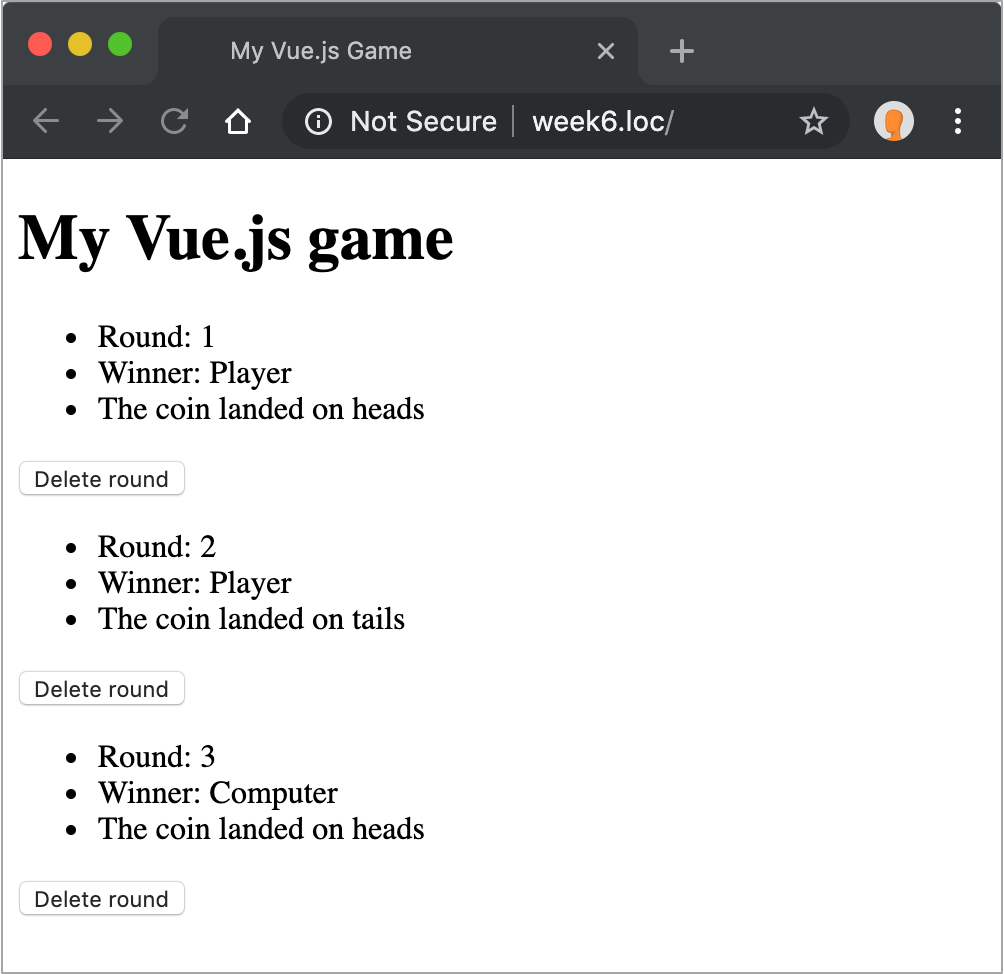 My Vue.js Game
Not Secure week6.loc/
My Vue.js game
• Round: 1
• Winner: Player
• The coin landed on heads
Delete round
• Round: 2
• Winner: Player
• The coin landed on tails
Delete round
• Round: 3
• Winner: Computer
• The coin landed on heads
Delete round